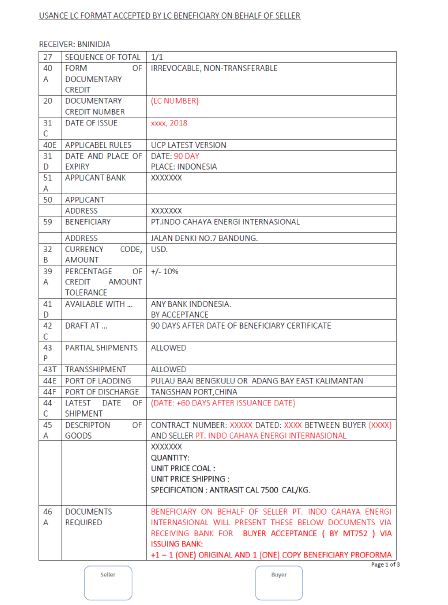 USANCE LC FORMAT ACCEPTED BY LC BENEFICIARY ON BEHALF OF SELLER
RECEIVER: BNINIDJA
27 SEQUENCE OF TOTAL 1/1
40 FORM OF IRREVOCABLE, NON-TRANSFERABLE
A DOCUMENTARY
CREDIT
20 DOCUMENTARY (LC NUMBER)
CREDIT NUMBER
31 DATE OF ISSUE xxxx, 2018
C
40E APPLICABEL RULES UCP LATEST VERSION
31 DATE AND PLACE OF DATE: 90 DAY
D EXPIRY PLACE: INDONESIA
51 APPLICANT BANK XXXXXXX
A
50 APPLICANT
ADDRESS XXXXXXX
59 BENEFICIARY PT.INDO CAHAYA ENERGI INTERNASIONAL
ADDRESS JALAN DENKI NO.7 BANDUNG.
32 CURRENCY CODE, USD.
B AMOUNT
39 PERCENTAGE OF +/- 10%
A CREDIT AMOUNT
TOLERANCE
41 AVAILABLE WITH ... ANY BANK INDONESIA.
D BY ACCEPTANCE
42 DRAFT AT ... 90 DAYS AFTER DATE OF BENEFICIARY CERTIFICATE
C
43 PARTIAL SHIPMENTS ALLOWED
P
43T TRANSSHIPMENT ALLOWED
44E PORT OF LAODING PULAU BAAI BENGKULU OR ADANG BAY EAST KALIMANTAN
44F PORT OF DISCHARGE TANGSHAN PORT,CHINA
44 LATEST DATE OF (DATE: +60 DAYS AFTER ISSUANCE DATE)
C SHIPMENT
45 DESCRIPTON OF CONTRACT NUMBER: XXXXX DATED: XXXX BETWEEN BUYER (XXXX)
A GOODS AND SELLER PT. INDO CAHAYA ENERGI INTERNASIONAL
XXXXXXX
QUANTITY:
UNIT PRICE COAL :
UNIT PRICE SHIPPING :
SPECIFICATION : ANTRASIT CAL 7500 CAL/KG.
46 DOCUMENTS BENEFICIARY ON BEHALF OF SELLER PT. INDO CAHAYA ENERGI
A REQUIRED INTERNASIONAL WILL PRESENT THESE BELOW DOCUMENTS VIA
RECEIVING BANK FOR BUYER ACCEPTANCE ( BY MT752 ) VIA
ISSUING BANK:
+1 – 1 (ONE) ORIGINAL AND 1 (ONE) COPY BENEFICIARY PROFORMA
Page 1 of 3
Seller Buyer